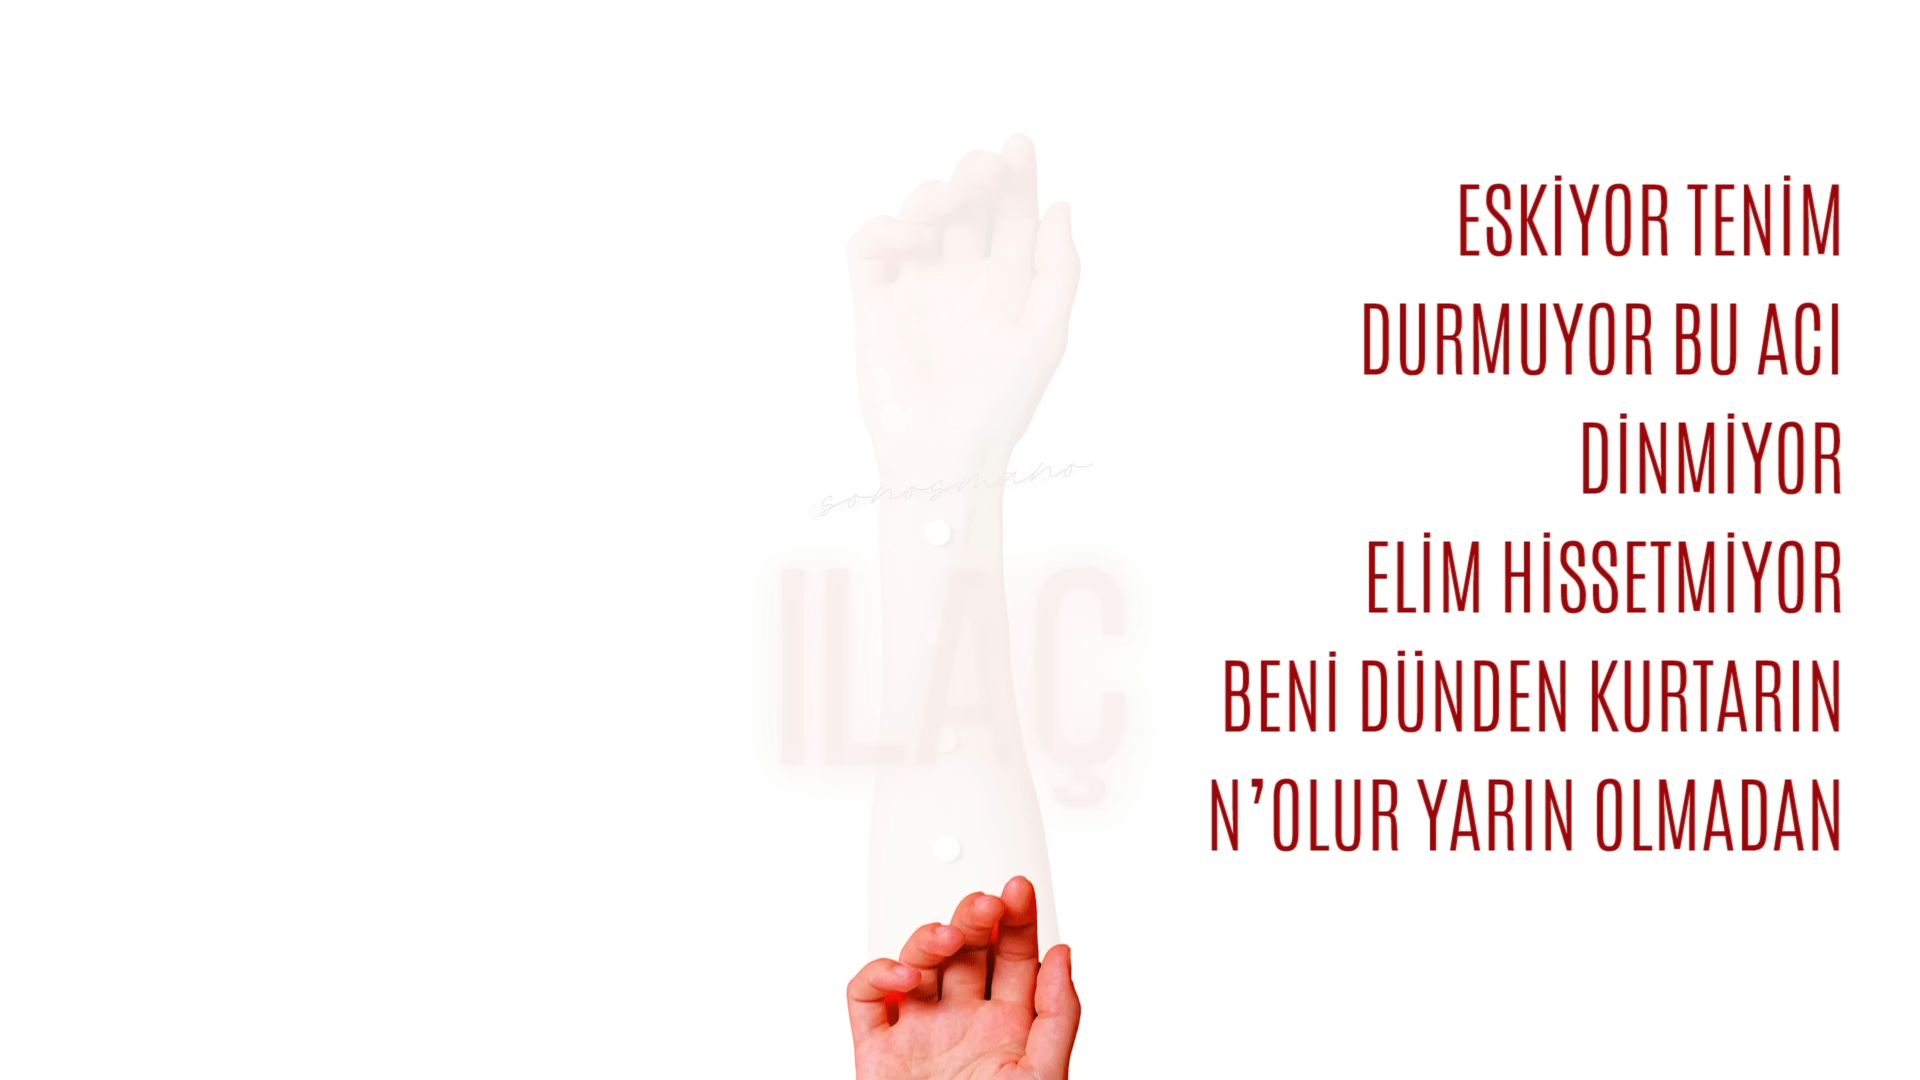 sonosmano
ILAÇ
ESKİYOR TENİM
DURMUYOR BU ACI
DİNMİYOR
ELİM HİSSETMİYOR
BENİ DÜNDEN KURTARIN
N’OLUR YARIN OLMADAN